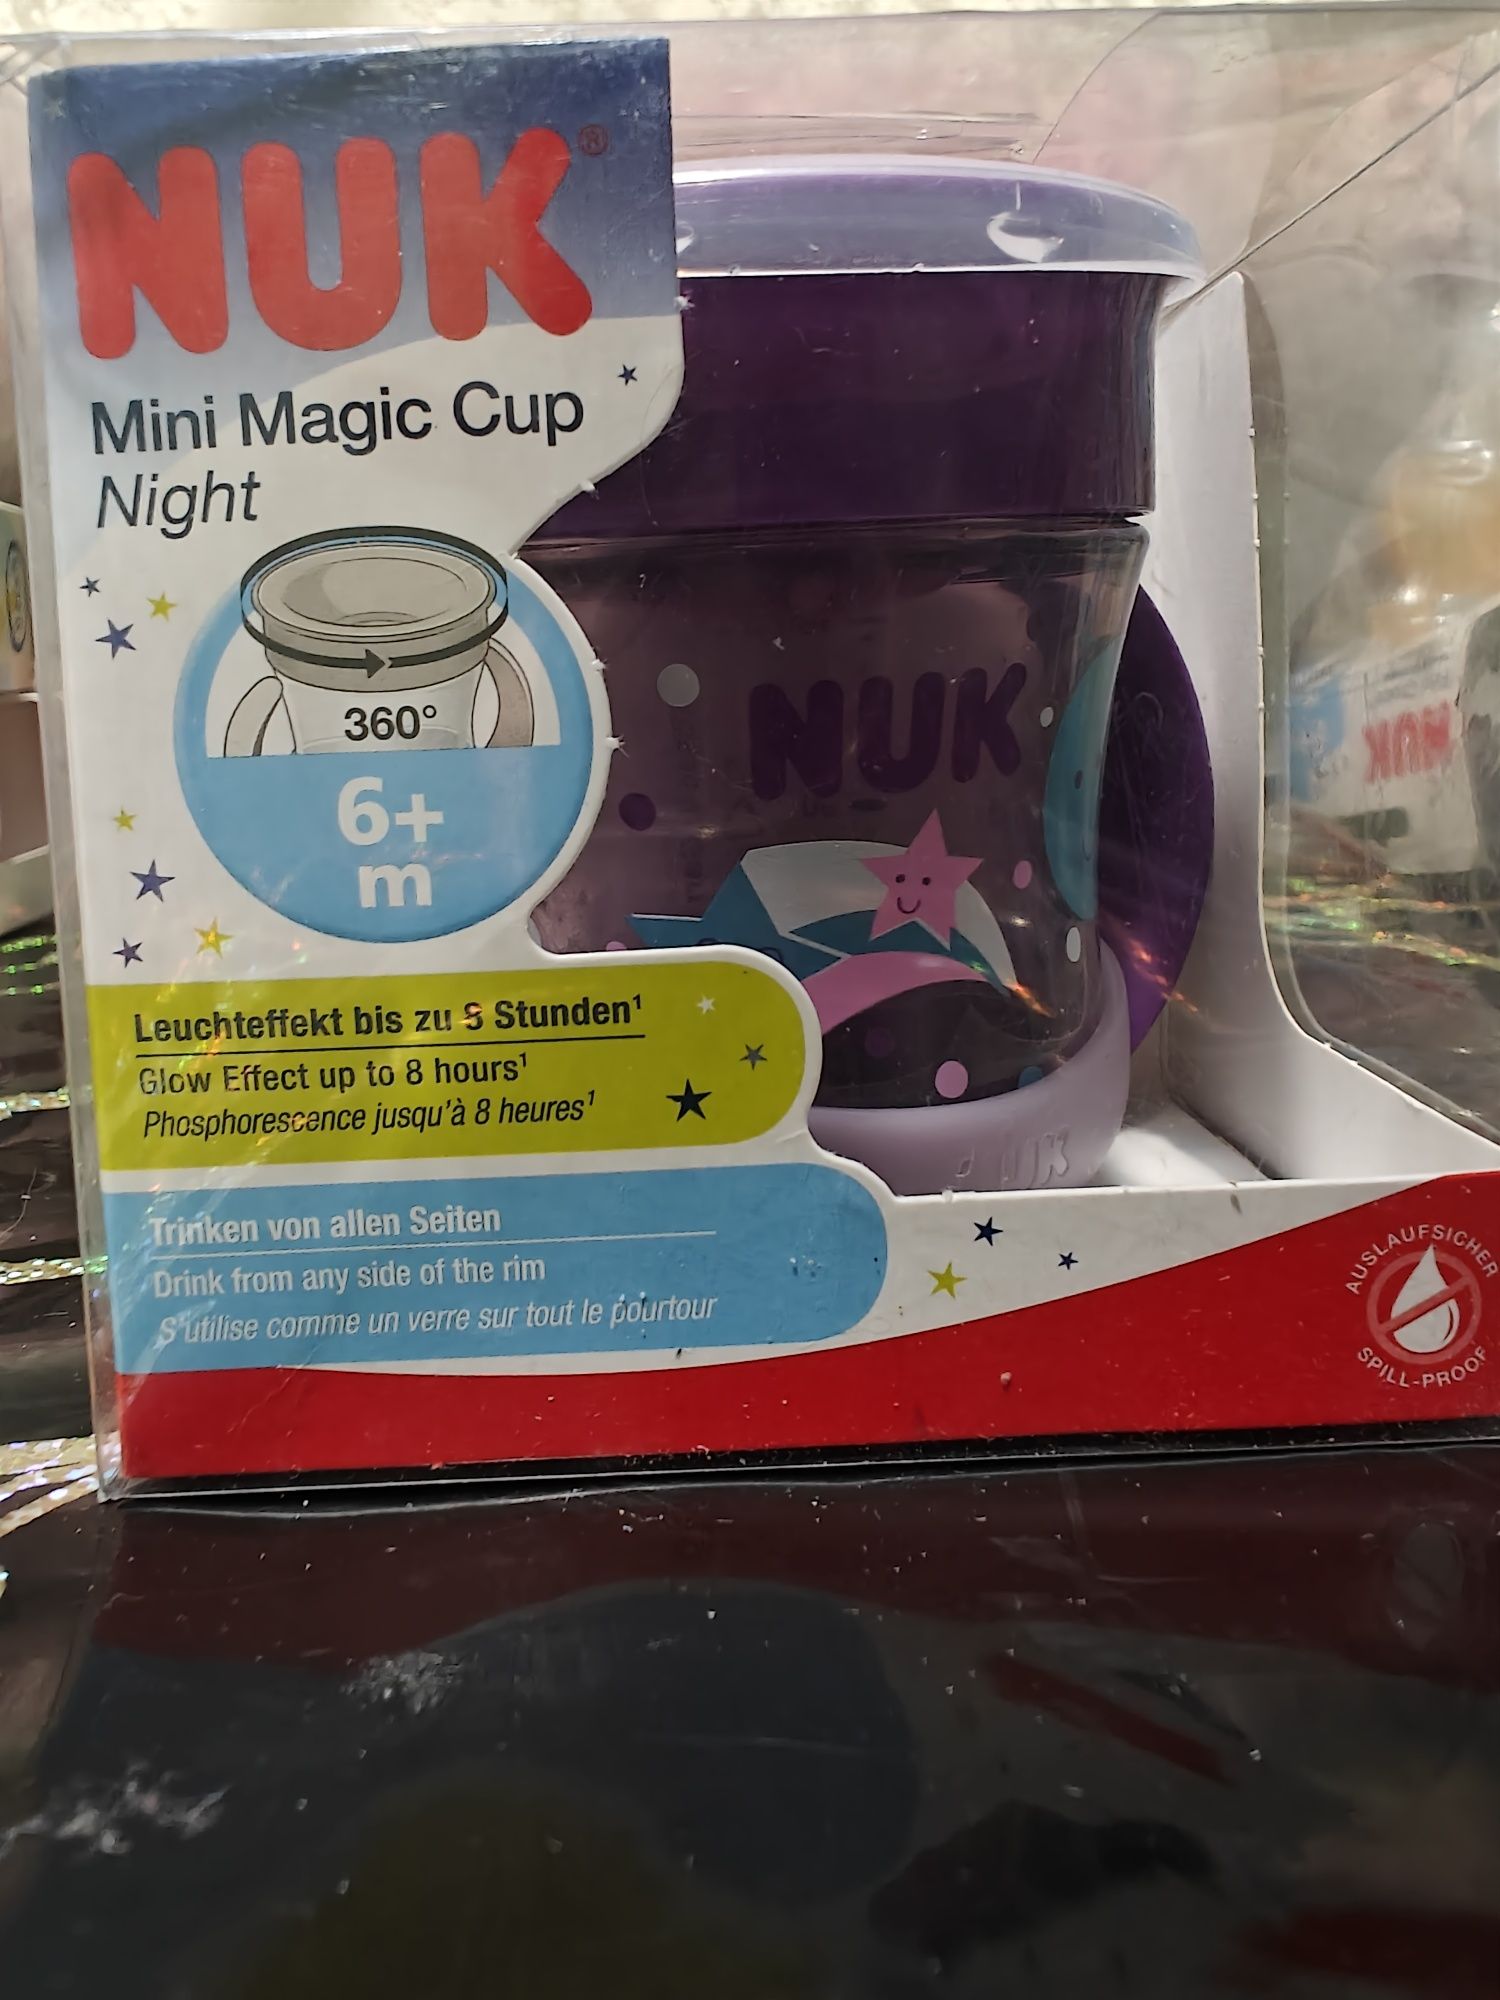 NUK®
Mini Magic Cup
Night
360°
6+
m
NUK
Leuchteffekt bis zu 8 Stunden¹
Glow Effect up to 8 hours¹
Phosphorescence jusqu'à 8 heures¹
Trinken von allen Seiten
Drink from any side of the rim
S'utilise comme un verre sur tout le pourtour
AUSLAUFSICHER
SPILL-PROOF
NUK